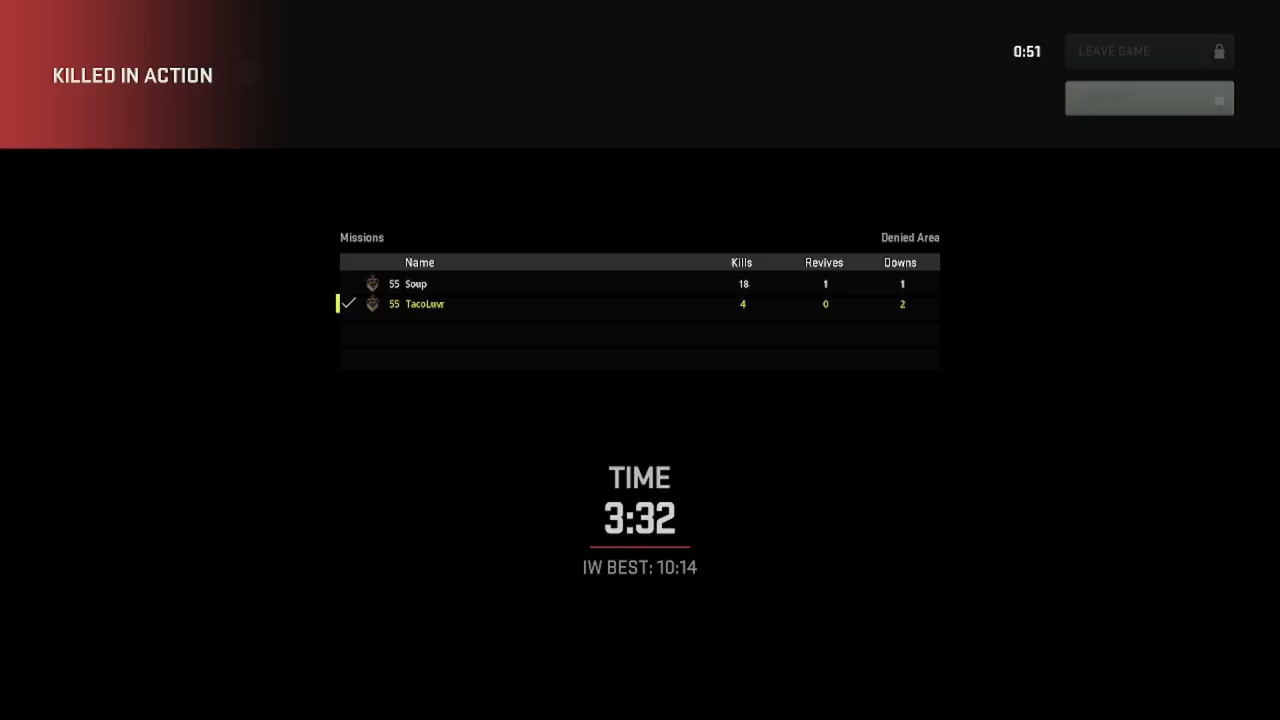 KILLED IN ACTION
0:51
LEAVE GAME
Missions Denied Area
Name Kills Revives Downs
55 Soup 18 1 1
55 TacoLuvr 4 0 2
TIME
3:32
IW BEST: 10:14